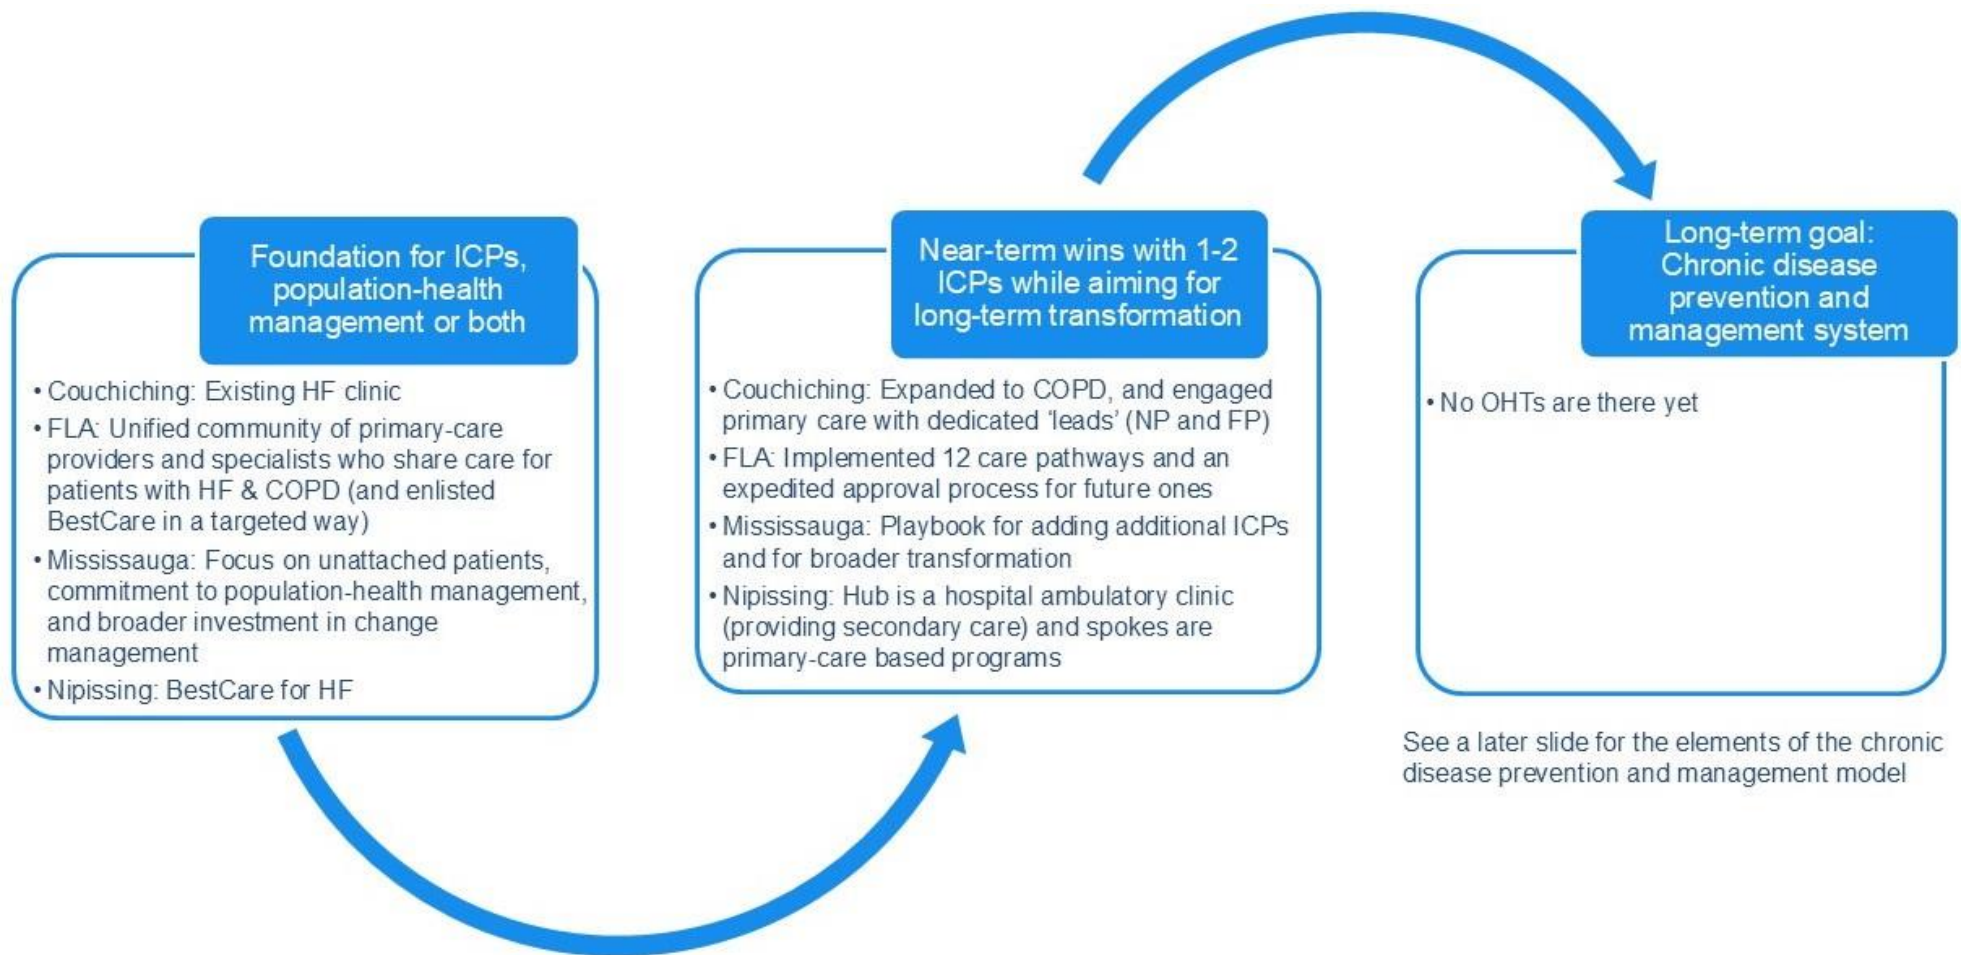 Foundation for ICPs,
population-health
management or both
• Couchiching: Existing HF clinic
• FLA: Unified community of primary-care
providers and specialists who share care for
patients with HF & COPD (and enlisted
BestCare in a targeted way)
• Mississauga: Focus on unattached patients,
commitment to population-health management,
and broader investment in change
management
• Nipissing: BestCare for HF
Near-term wins with 1-2
ICPs while aiming for
long-term transformation
• Couchiching: Expanded to COPD, and engaged
primary care with dedicated ‘leads’ (NP and FP)
• FLA: Implemented 12 care pathways and an
expedited approval process for future ones
• Mississauga: Playbook for adding additional ICPs
and for broader transformation
• Nipissing: Hub is a hospital ambulatory clinic
(providing secondary care) and spokes are
primary-care based programs
Long-term goal:
Chronic disease
prevention and
management system
• No OHTs are there yet
See a later slide for the elements of the chronic
disease prevention and management model